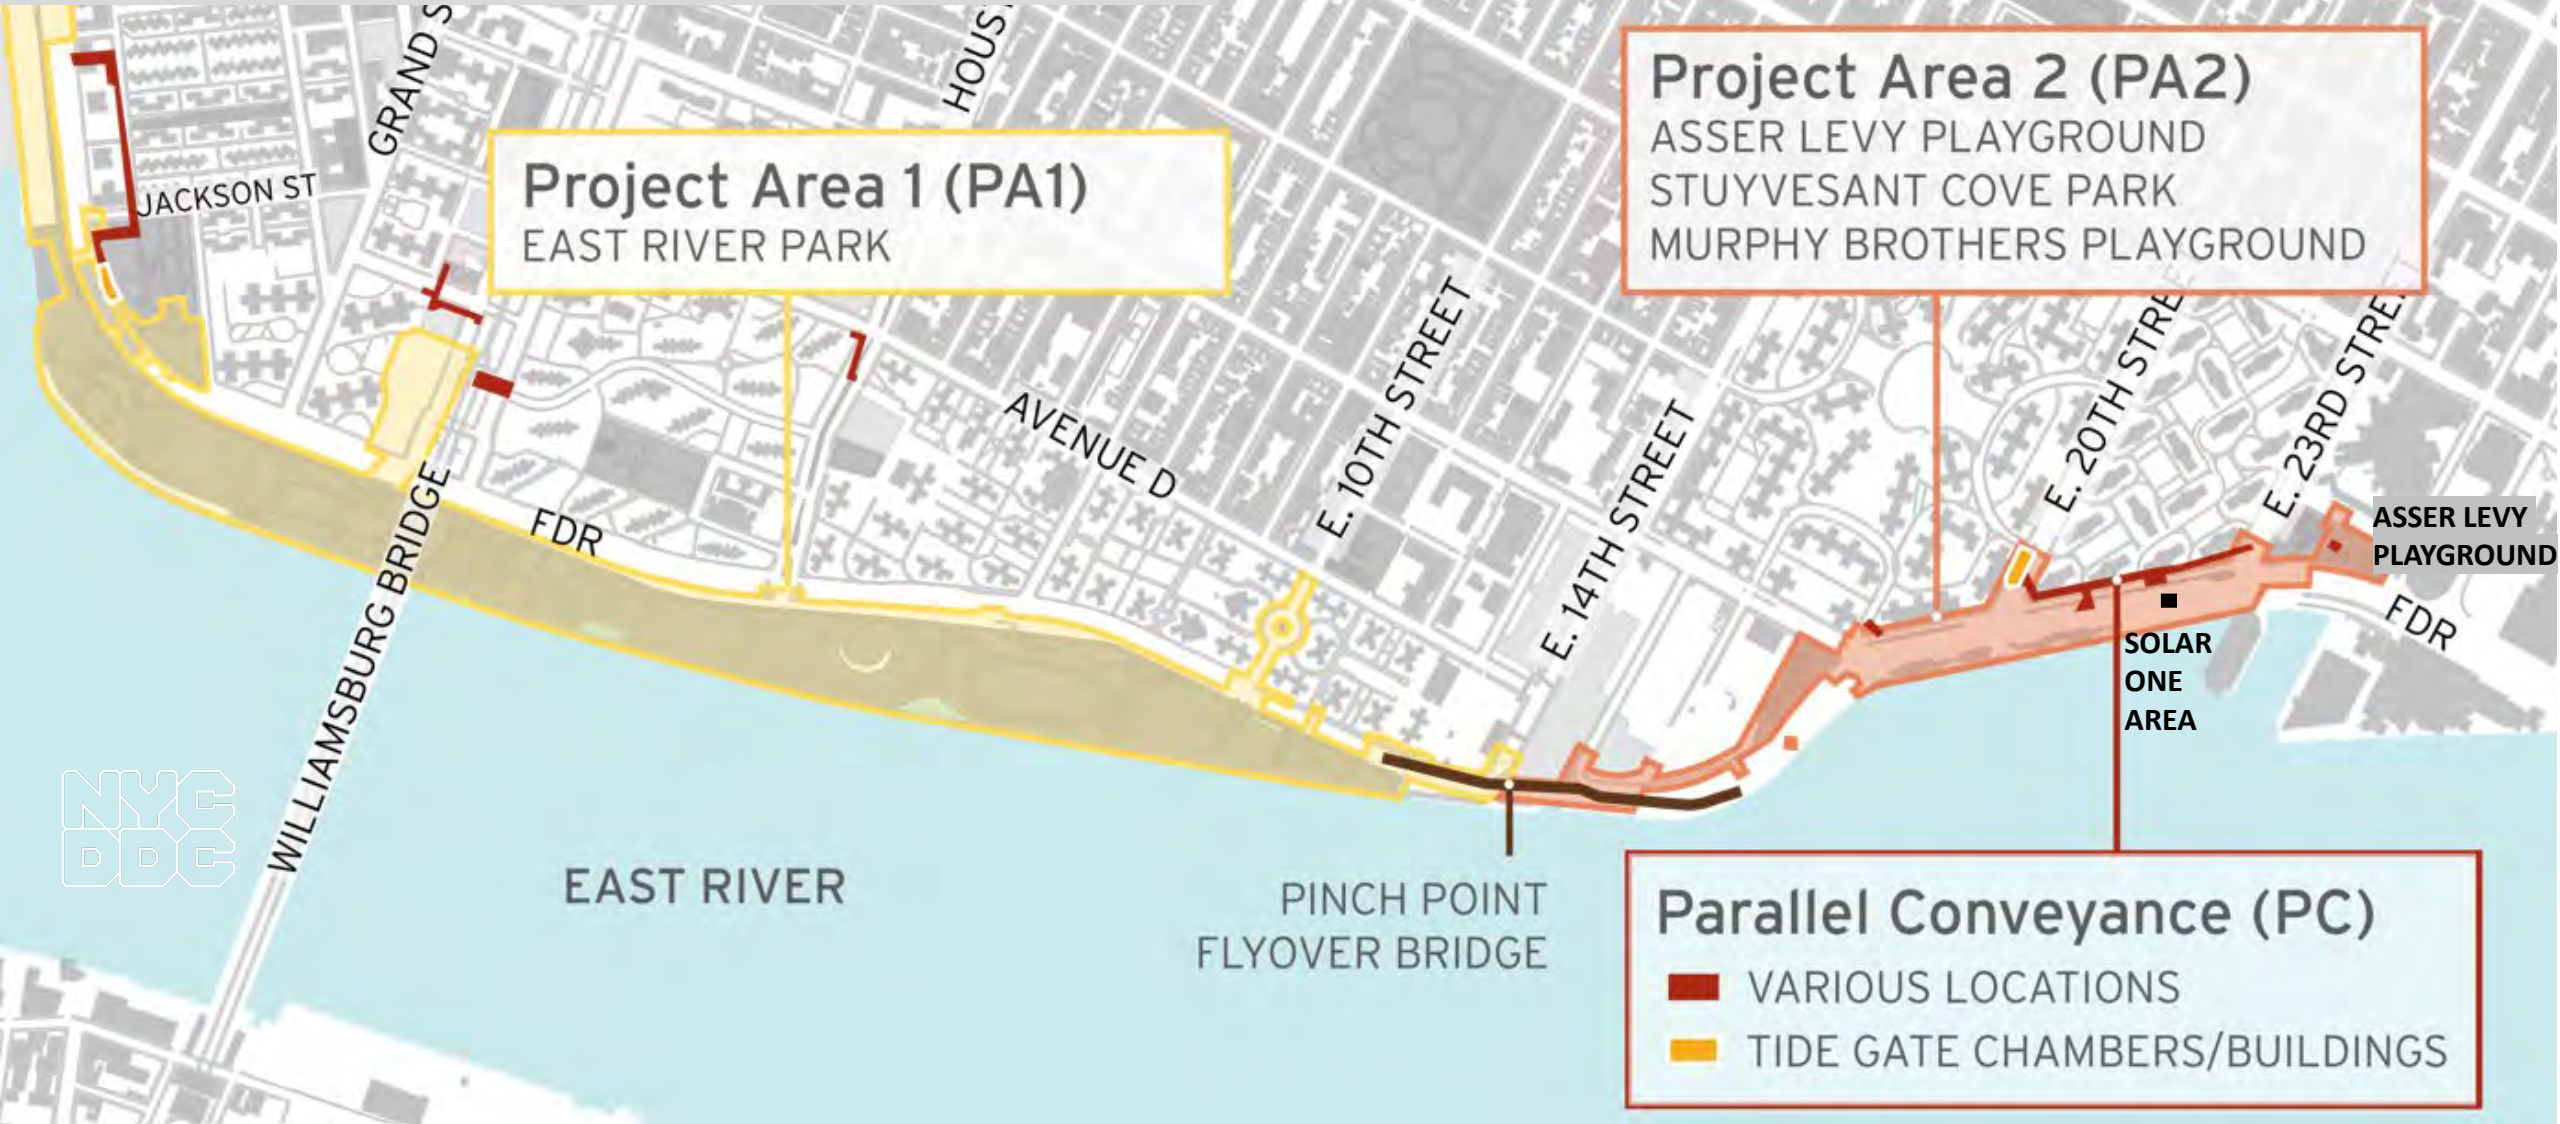 GRAND S
HOUS
JACKSON ST
Project Area 1 (PA1)
EAST RIVER PARK
Project Area 2 (PA2)
ASSER LEVY PLAYGROUND
STUYVESANT COVE PARK
MURPHY BROTHERS PLAYGROUND
AVENUE D
E. 10TH STREET
E. 14TH STREET
E. 20TH STRE
E. 23RD STRE
ASSER LEVY
PLAYGROUND
FDR
FDR
SOLAR
ONE
AREA
WILLIAMSBURG BRIDGE
NYC
DDC
EAST RIVER
PINCH POINT
FLYOVER BRIDGE
Parallel Conveyance (PC)
VARIOUS LOCATIONS
TIDE GATE CHAMBERS/BUILDINGS